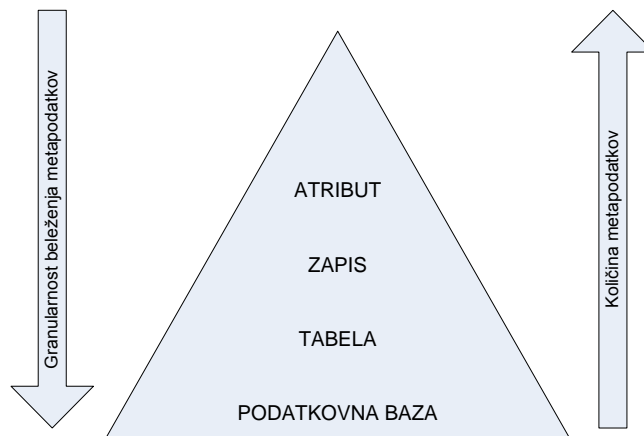 Granularnost beleženja metapodatkov
ATRIBUT
ZAPIS
TABELA
PODATKOVNA BAZA
Količina metapodatkov